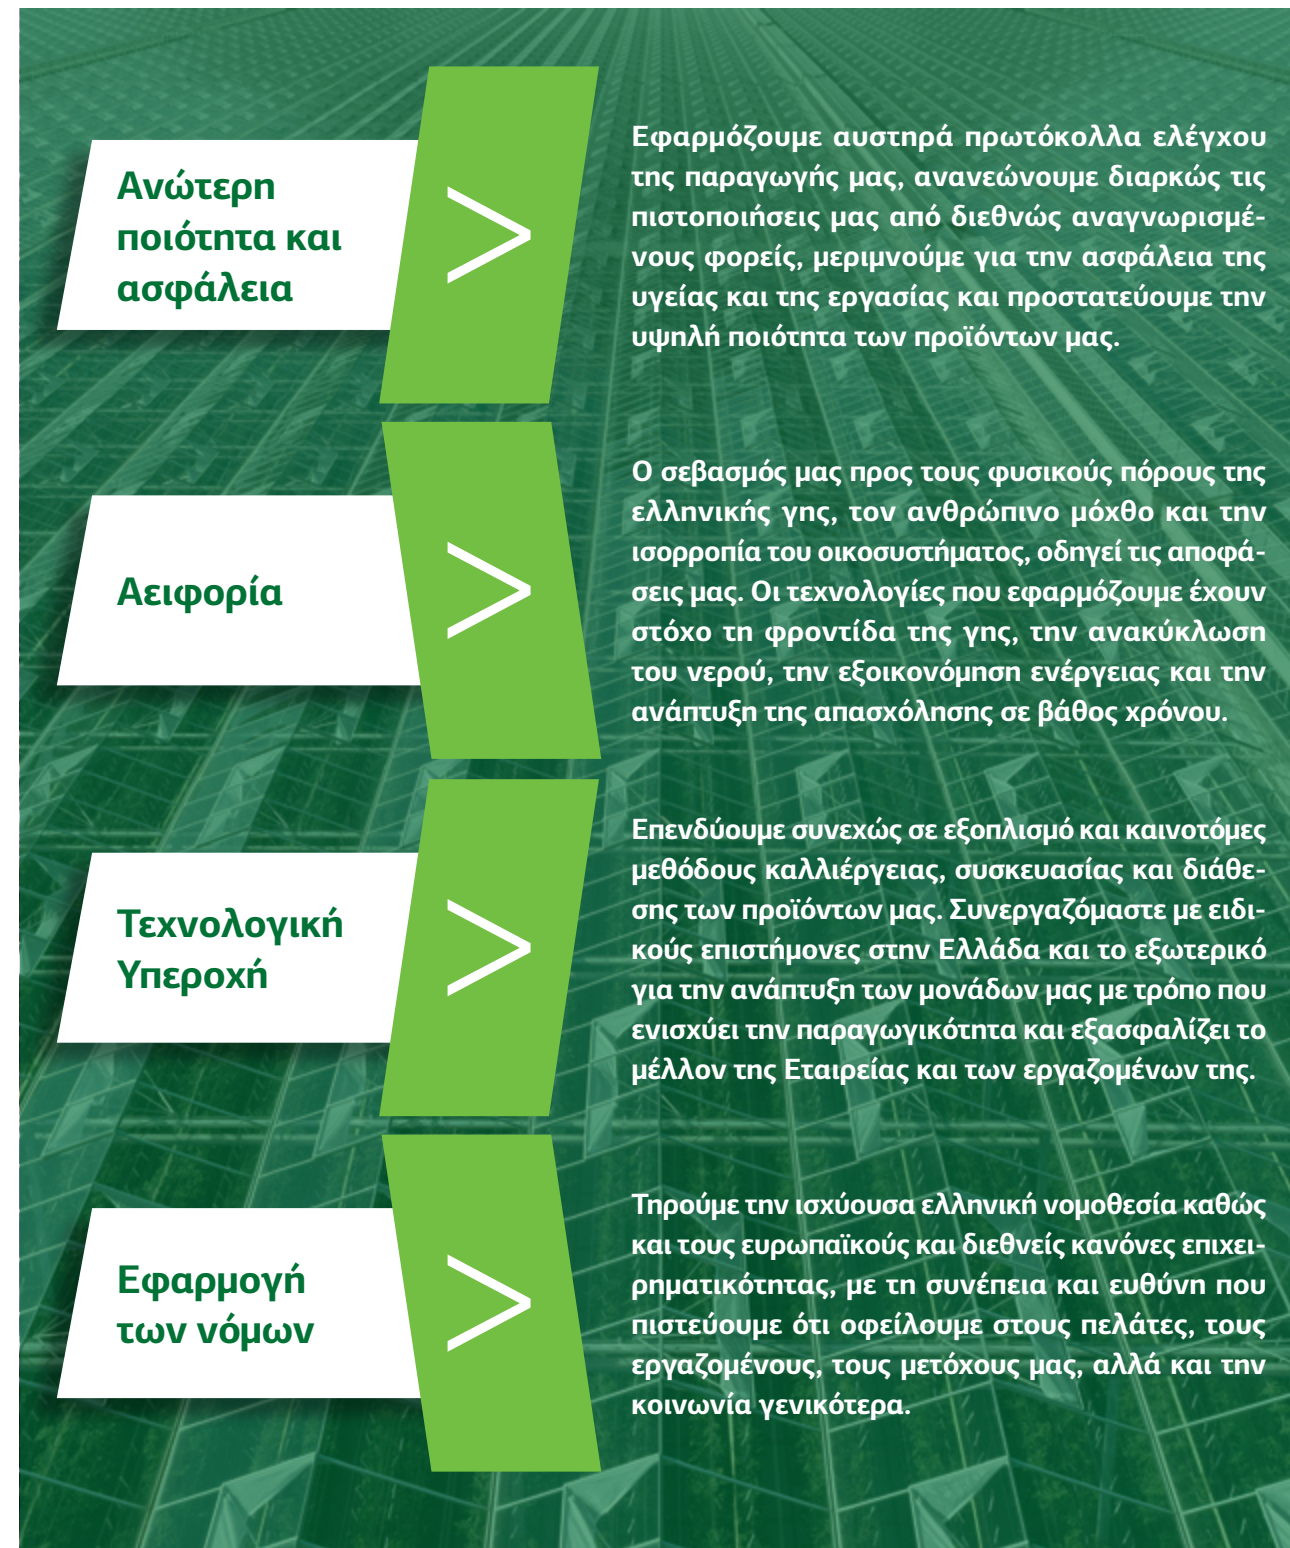 Ανώτερη
ποιότητα και
ασφάλεια
>
Εφαρμόζουμε αυστηρά πρωτόκολλα ελέγχου
της παραγωγής μας, ανανεώνουμε διαρκώς τις
πιστοποιήσεις μας από διεθνώς αναγνωρισμέ-
νους φορείς, μεριμνούμε για την ασφάλεια της
υγείας και της εργασίας και προστατεύουμε την
υψηλή ποιότητα των προϊόντων μας.
Αειφορία
>
Ο σεβασμός μας προς τους φυσικούς πόρους της
ελληνικής γης, τον ανθρώπινο μόχθο και την
ισορροπία του οικοσυστήματος, οδηγεί τις αποφά-
σεις μας. Οι τεχνολογίες που εφαρμόζουμε έχουν
στόχο τη φροντίδα της γης, την ανακύκλωση
του νερού, την εξοικονόμηση ενέργειας και την
ανάπτυξη της απασχόλησης σε βάθος χρόνου.
Τεχνολογική
Υπεροχή
>
Επενδύουμε συνεχώς σε εξοπλισμό και καινοτόμες
μεθόδους καλλιέργειας, συσκευασίας και διάθε-
σης των προϊόντων μας. Συνεργαζόμαστε με ειδι-
κούς επιστήμονες στην Ελλάδα και το εξωτερικό
για την ανάπτυξη των μονάδων μας με τρόπο που
ενισχύει την παραγωγικότητα και εξασφαλίζει το
μέλλον της Εταιρείας και των εργαζομένων της.
Εφαρμογή
των νόμων
>
Τηρούμε την ισχύουσα ελληνική νομοθεσία καθώς
και τους ευρωπαϊκούς και διεθνείς κανόνες επιχει-
ρηματικότητας, με τη συνέπεια και ευθύνη που
πιστεύουμε ότι οφείλουμε στους πελάτες, τους
εργαζομένους, τους μετόχους μας, αλλά και την
κοινωνία γενικότερα.